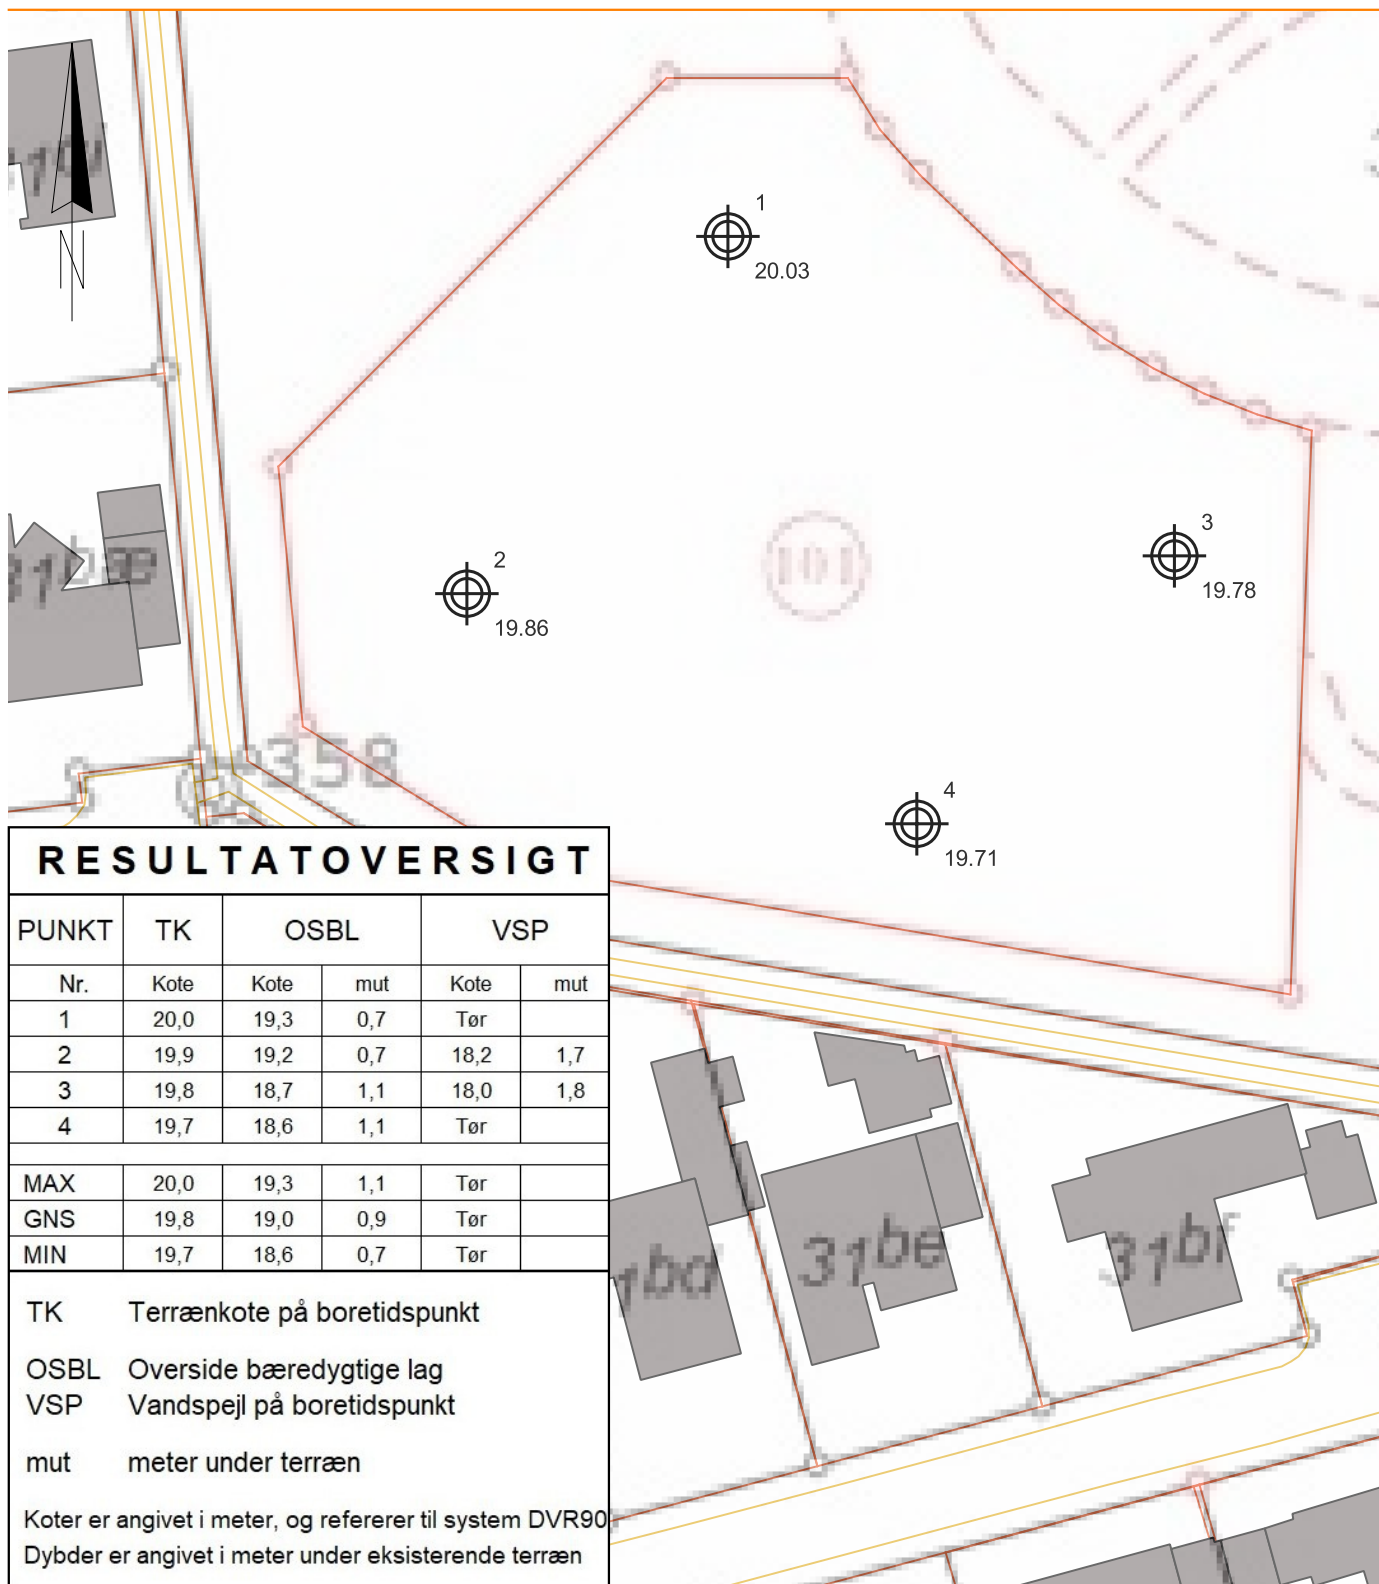 N
1
20.03
2
19.86
3
19.78
4
19.71
101
358
31bae
RESULTATOVERSIGT
PUNKT TK OSBL VSP
Nr. Kote Kote mut Kote mut
1 20,0 19,3 0,7 Tør
2 19,9 19,2 0,7 18,2 1,7
3 19,8 18,7 1,1 18,0 1,8
4 19,7 18,6 1,1 Tør
MAX 20,0 19,3 1,1 Tør
GNS 19,8 19,0 0,9 Tør
MIN 19,7 18,6 0,7 Tør
TK Terrænkote på boretidspunkt
OSBL Overside bæredygtige lag
VSP Vandspejl på boretidspunkt
mut meter under terræn
Koter er angivet i meter, og refererer til system DVR90
Dybder er angivet i meter under eksisterende terræn
1bd
31be
31bf